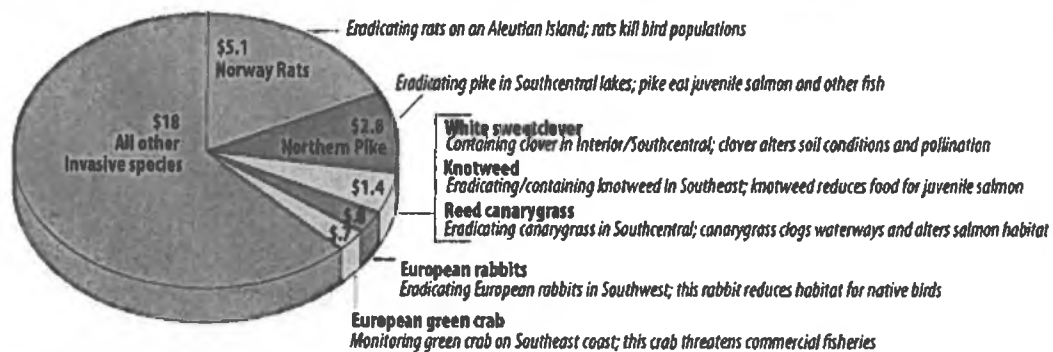 Eradicating rats on an Aleutian Island; rats kill bird populations
$5.1
Norway Rats
Eradicating pike in Southcentral lakes; pike eat juvenile salmon and other fish
$18
All other
Invasive species
$2.8
Northern Pike
White sweetclover
Containing clover in Interior/Southcentral; clover alters soil conditions and pollination
Knotweed
Eradicating/containing knotweed in Southeast; knotweed reduces food for juvenile salmon
$1.4
Reed canarygrass
Eradicating canarygrass in Southcentral; canarygrass clogs waterways and alters salmon habitat
$.7
European rabbits
Eradicating European rabbits in Southwest; this rabbit reduces habitat for native birds
European green crab
Monitoring green crab on Southeast coast; this crab threatens commercial fisheries